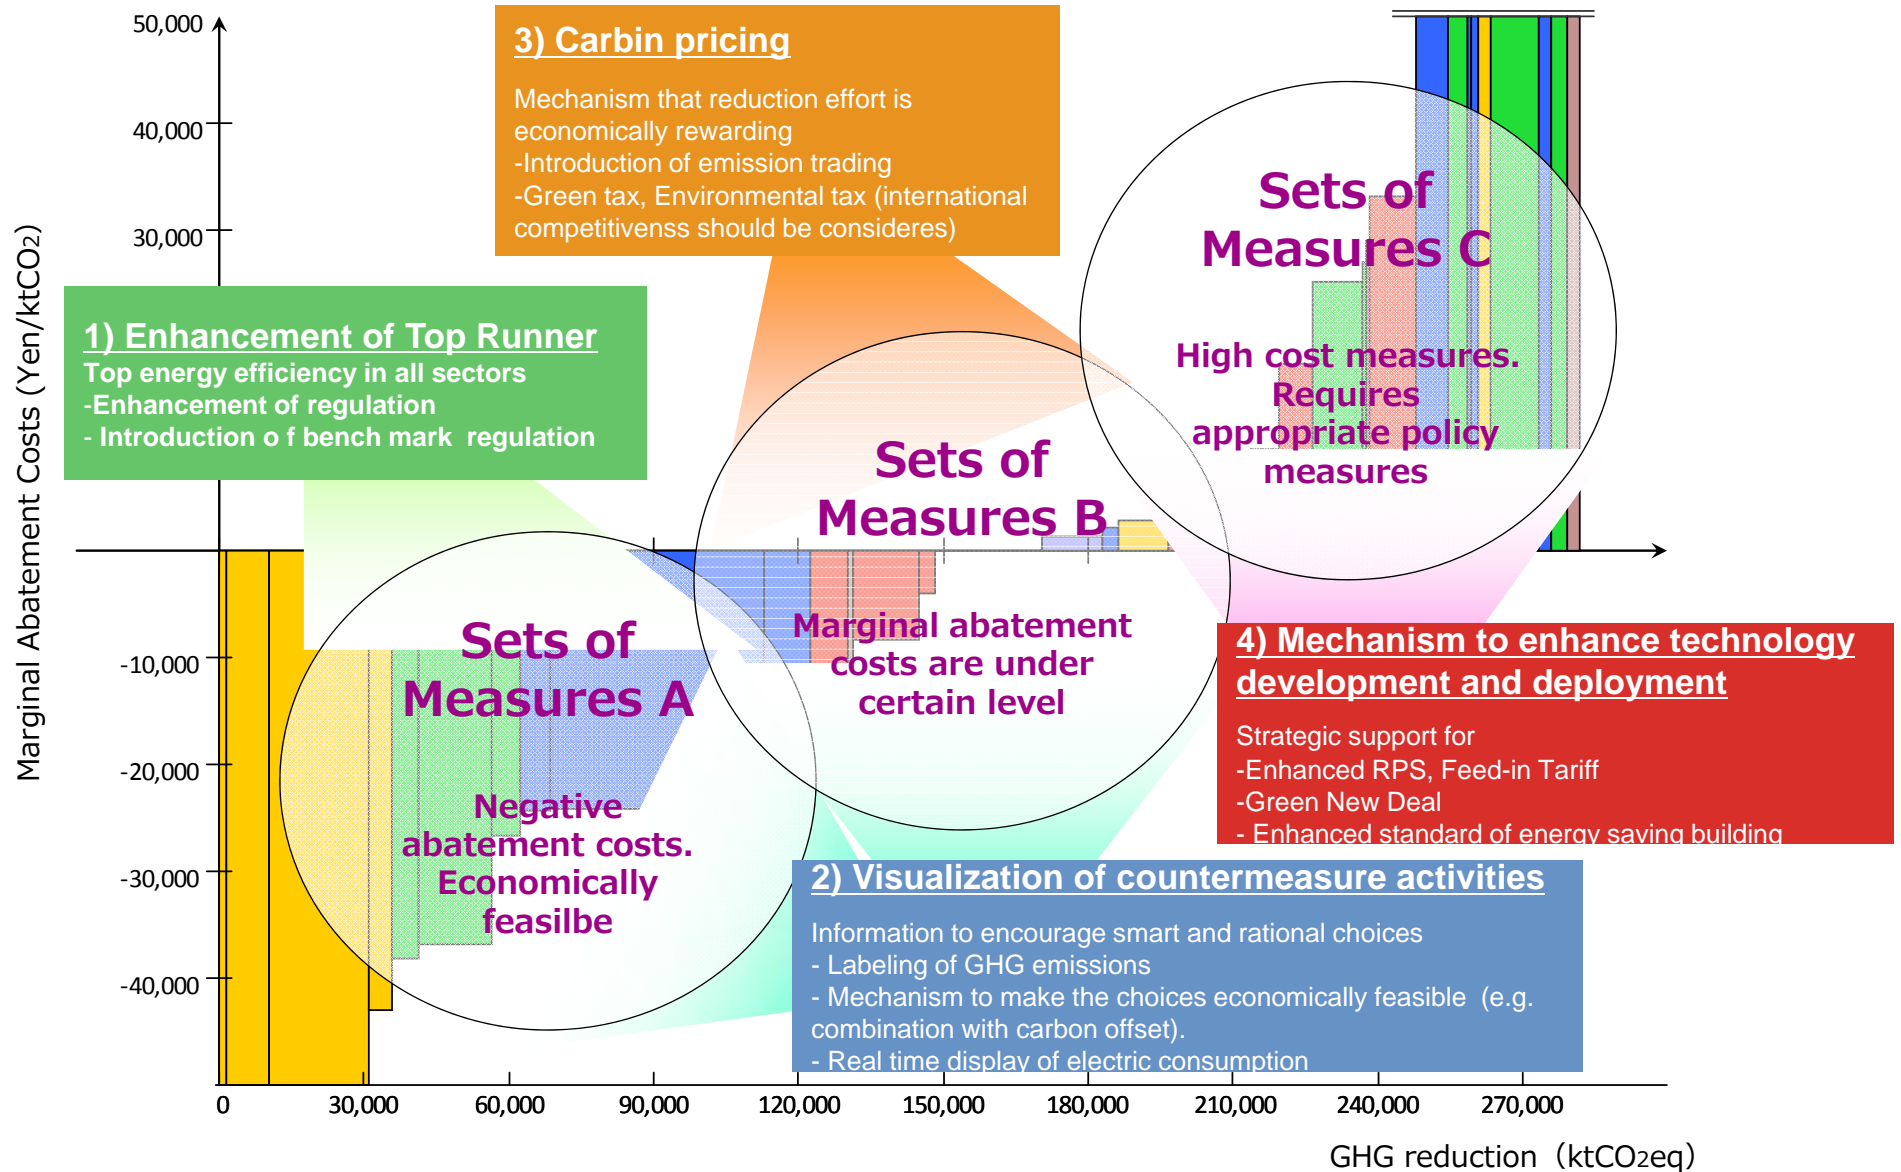 50,000
40,000
30,000
-10,000
-20,000
-30,000
-40,000
Marginal Abatement Costs (Yen/ktCO2)
3) Carbin pricing
Mechanism that reduction effort is
economically rewarding
-Introduction of emission trading
-Green tax, Environmental tax (international
competitivenss should be consideres)
1) Enhancement of Top Runner
Top energy efficiency in all sectors
-Enhancement of regulation
- Introduction o f bench mark  regulation
Sets of
Measures C
High cost measures.
Requires
appropriate policy
measures
Sets of
Measures B
Marginal abatement
costs are under
certain level
Sets of
Measures A
Negative
abatement costs.
Economically
feasilbe
4) Mechanism to enhance technology
development and deployment
Strategic support for
-Enhanced RPS, Feed-in Tariff
-Green New Deal
- Enhanced standard of energy saving building
2) Visualization of countermeasure activities
Information to encourage smart and rational choices
- Labeling of GHG emissions
- Mechanism to make the choices economically feasible  (e.g.
combination with carbon offset).
- Real time display of electric consumption
0 30,000 60,000 90,000 120,000 150,000 180,000 210,000 240,000 270,000
GHG reduction（ktCO2eq）